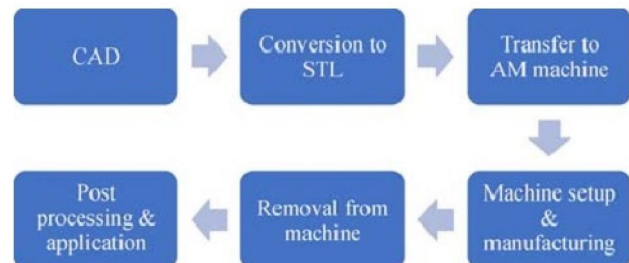 CAD
Conversion to
STL
Transfer to
AM machine
Machine setup
&
manufacturing
Removal from
machine
Post
processing &
application